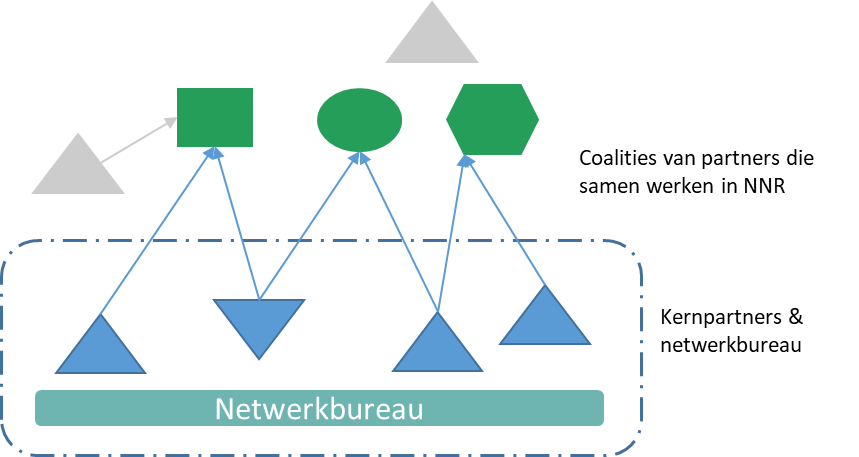 Coalities van partners die
samen werken in NNR
Kernpartners &
netwerkbureau
Netwerkbureau